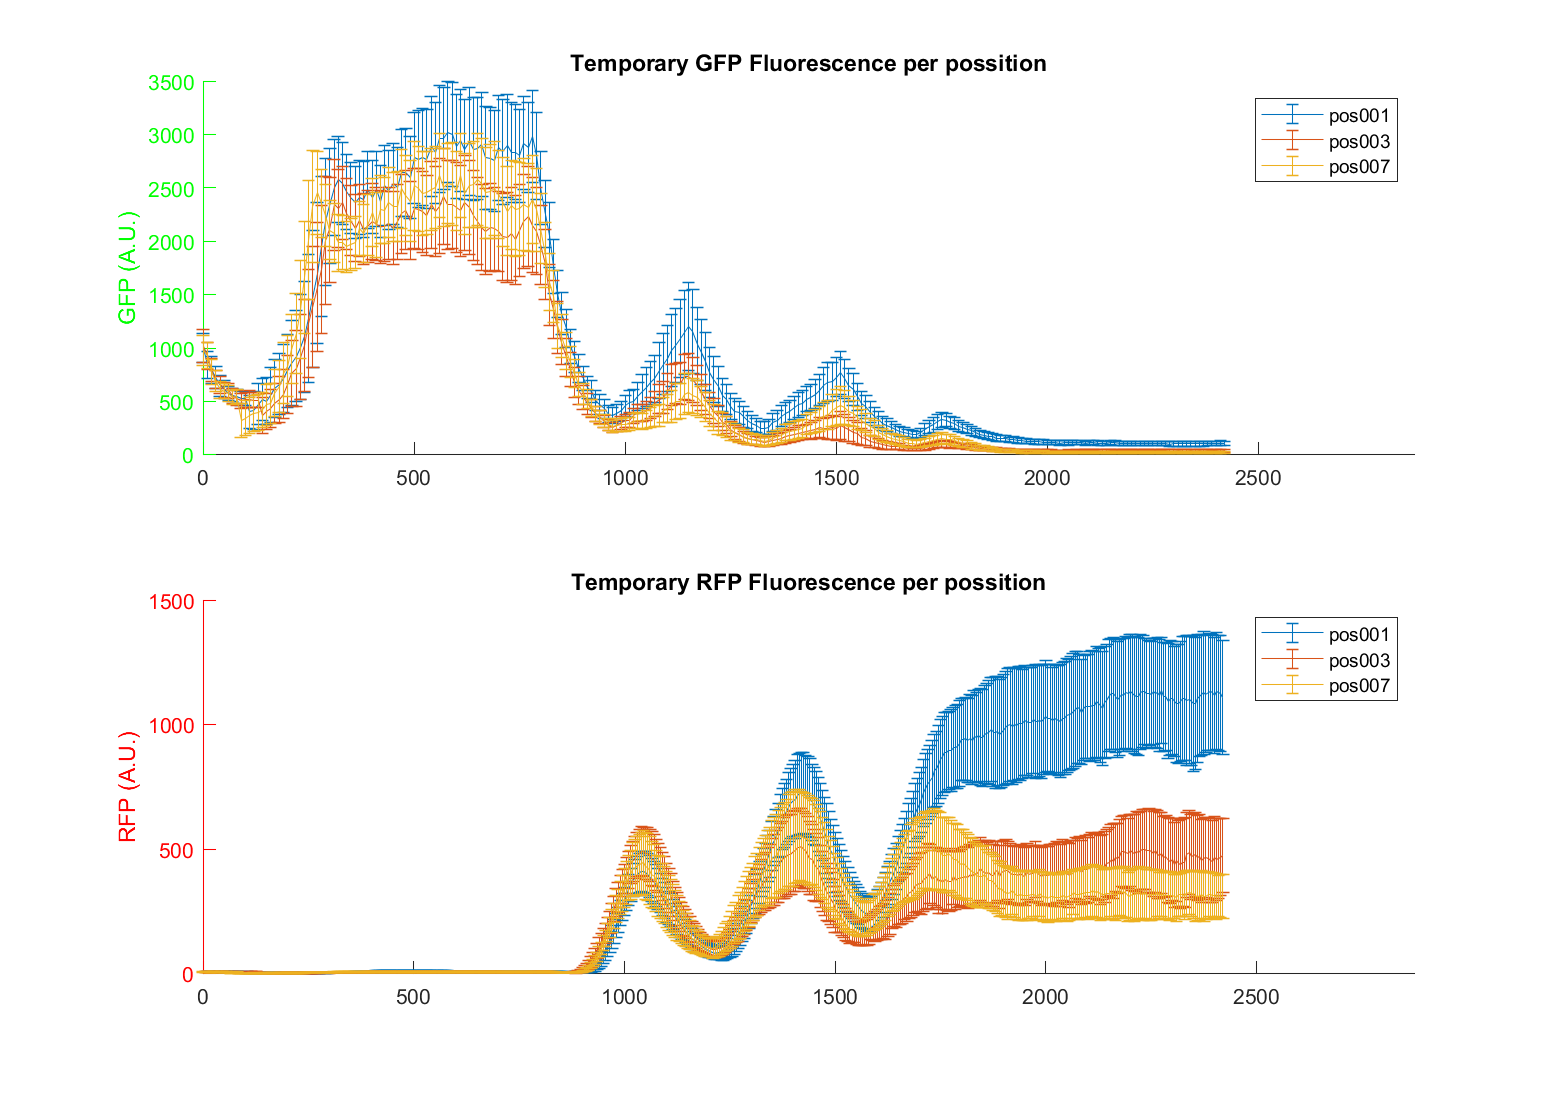 Temporary GFP Fluorescence per possition
GFP (A.U.)
3500
3000
2500
2000
1500
1000
500
0
0 500 1000 1500 2000 2500
pos001
pos003
pos007
Temporary RFP Fluorescence per possition
RFP (A.U.)
1500
1000
500
0
0 500 1000 1500 2000 2500
pos001
pos003
pos007